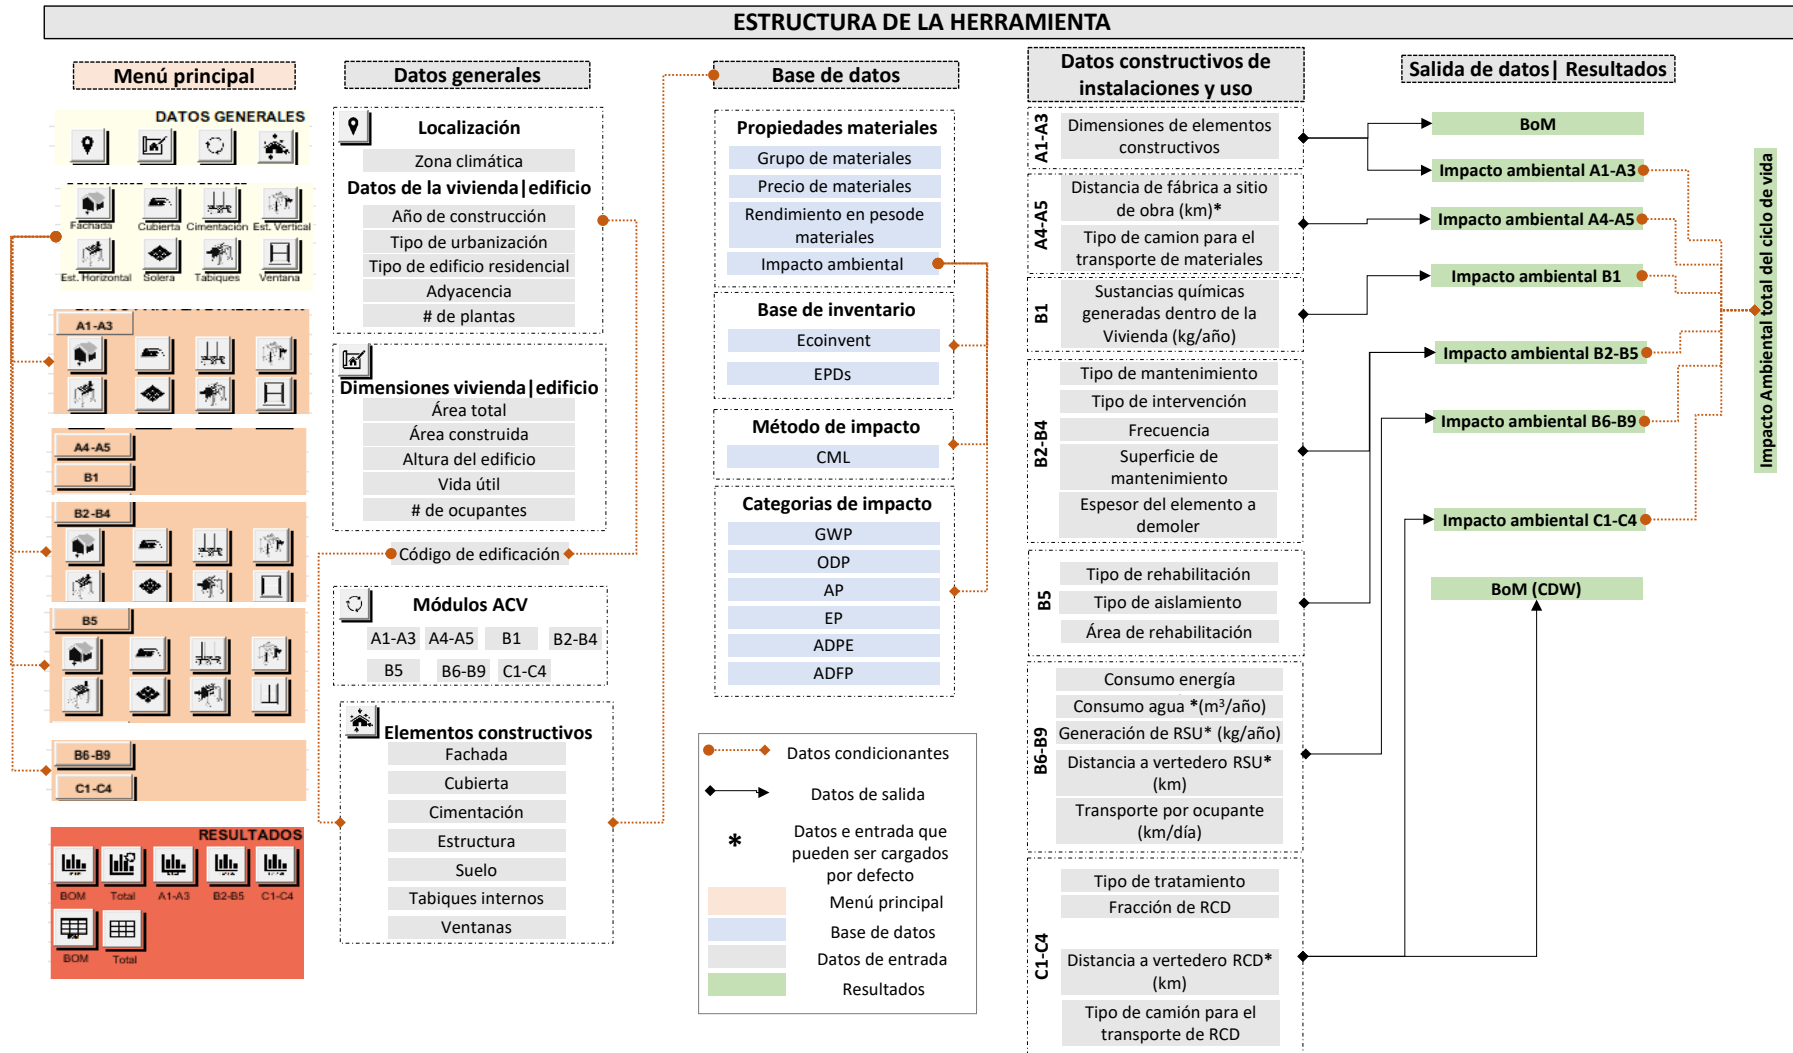 ESTRUCTURA DE LA HERRAMIENTA
Menú principal
DATOS GENERALES
Fachada
Cubierta
Cimentación
Est. Vertical
Est. Horizontal
Solera
Tabiques
Ventana
A1-A3
A4-A5
B1
B2-B4
B5
B6-B9
C1-C4
RESULTADOS
BOM
Total
A1-A3
B2-B5
C1-C4
BOM
Total
Datos generales
Localización
Zona climática
Datos de la vivienda|edificio
Año de construcción
Tipo de urbanización
Tipo de edificio residencial
Adyacencia
# de plantas
Dimensiones vivienda|edificio
Área total
Área construida
Altura del edificio
Vida útil
# de ocupantes
Código de edificación
Módulos ACV
A1-A3
A4-A5
B1
B2-B4
B5
B6-B9
C1-C4
Elementos constructivos
Fachada
Cubierta
Cimentación
Estructura
Suelo
Tabiques internos
Ventanas
Base de datos
Propiedades materiales
Grupo de materiales
Precio de materiales
Rendimiento en pesode
materiales
Impacto ambiental
Base de inventario
Ecoinvent
EPDs
Método de impacto
CML
Categorias de impacto
GWP
ODP
AP
EP
ADPE
ADFP
Datos condicionantes
Datos de salida
*
Datos e entrada que
pueden ser cargados
por defecto
Menú principal
Base de datos
Datos de entrada
Resultados
Datos constructivos de
instalaciones y uso
A1-A3
Dimensiones de elementos
constructivos
A4-A5
Distancia de fábrica a sitio
de obra (km)*
Tipo de camion para el
transporte de materiales
B1
Sustancias químicas
generadas dentro de la
Vivienda (kg/año)
B2-B4
Tipo de mantenimiento
Tipo de intervención
Frecuencia
Superficie de
mantenimiento
Espesor del elemento a
demoler
B5
Tipo de rehabilitación
Tipo de aislamiento
Área de rehabilitación
B6-B9
Consumo energía
Consumo agua *(m³/año)
Generación de RSU* (kg/año)
Distancia a vertedero RSU*
(km)
Transporte por ocupante
(km/día)
C1-C4
Tipo de tratamiento
Fracción de RCD
Distancia a vertedero RCD*
(km)
Tipo de camión para el
transporte de RCD
Salida de datos| Resultados
BoM
Impacto ambiental A1-A3
Impacto ambiental A4-A5
Impacto ambiental B1
Impacto ambiental B2-B5
Impacto ambiental B6-B9
Impacto ambiental C1-C4
BoM (CDW)
Impacto Ambiental total del ciclo de vida